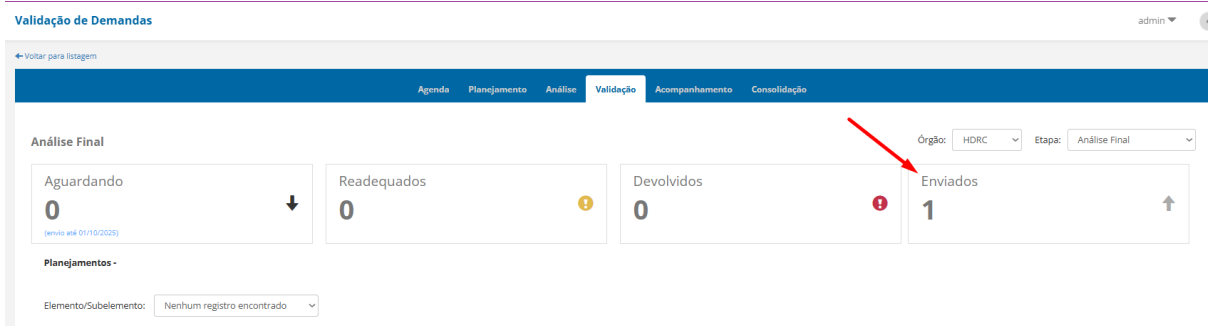 Validação de Demandas
admin
Voltar para listagem
Agenda Planejamento Análise Validação Acompanhamento Consolidação
Análise Final
Órgão: HDRC Etapa: Análise Final
Aguardando
0
(envio até 01/10/2025)
Readequados
0
Devolvidos
0
Enviados
1
Planejamentos -
Elemento/Subelemento: Nenhum registro encontrado